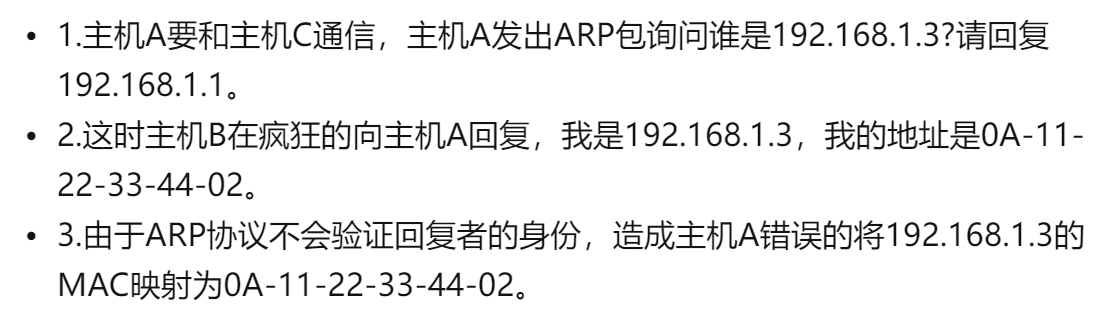 • 1.主机A要和主机C通信，主机A发出ARP包询问谁是192.168.1.3?请回复
192.168.1.1。
• 2.这时主机B在疯狂的向主机A回复，我是192.168.1.3，我的地址是0A-11-
22-33-44-02。
• 3.由于ARP协议不会验证回复者的身份，造成主机A错误的将192.168.1.3的
MAC映射为0A-11-22-33-44-02。